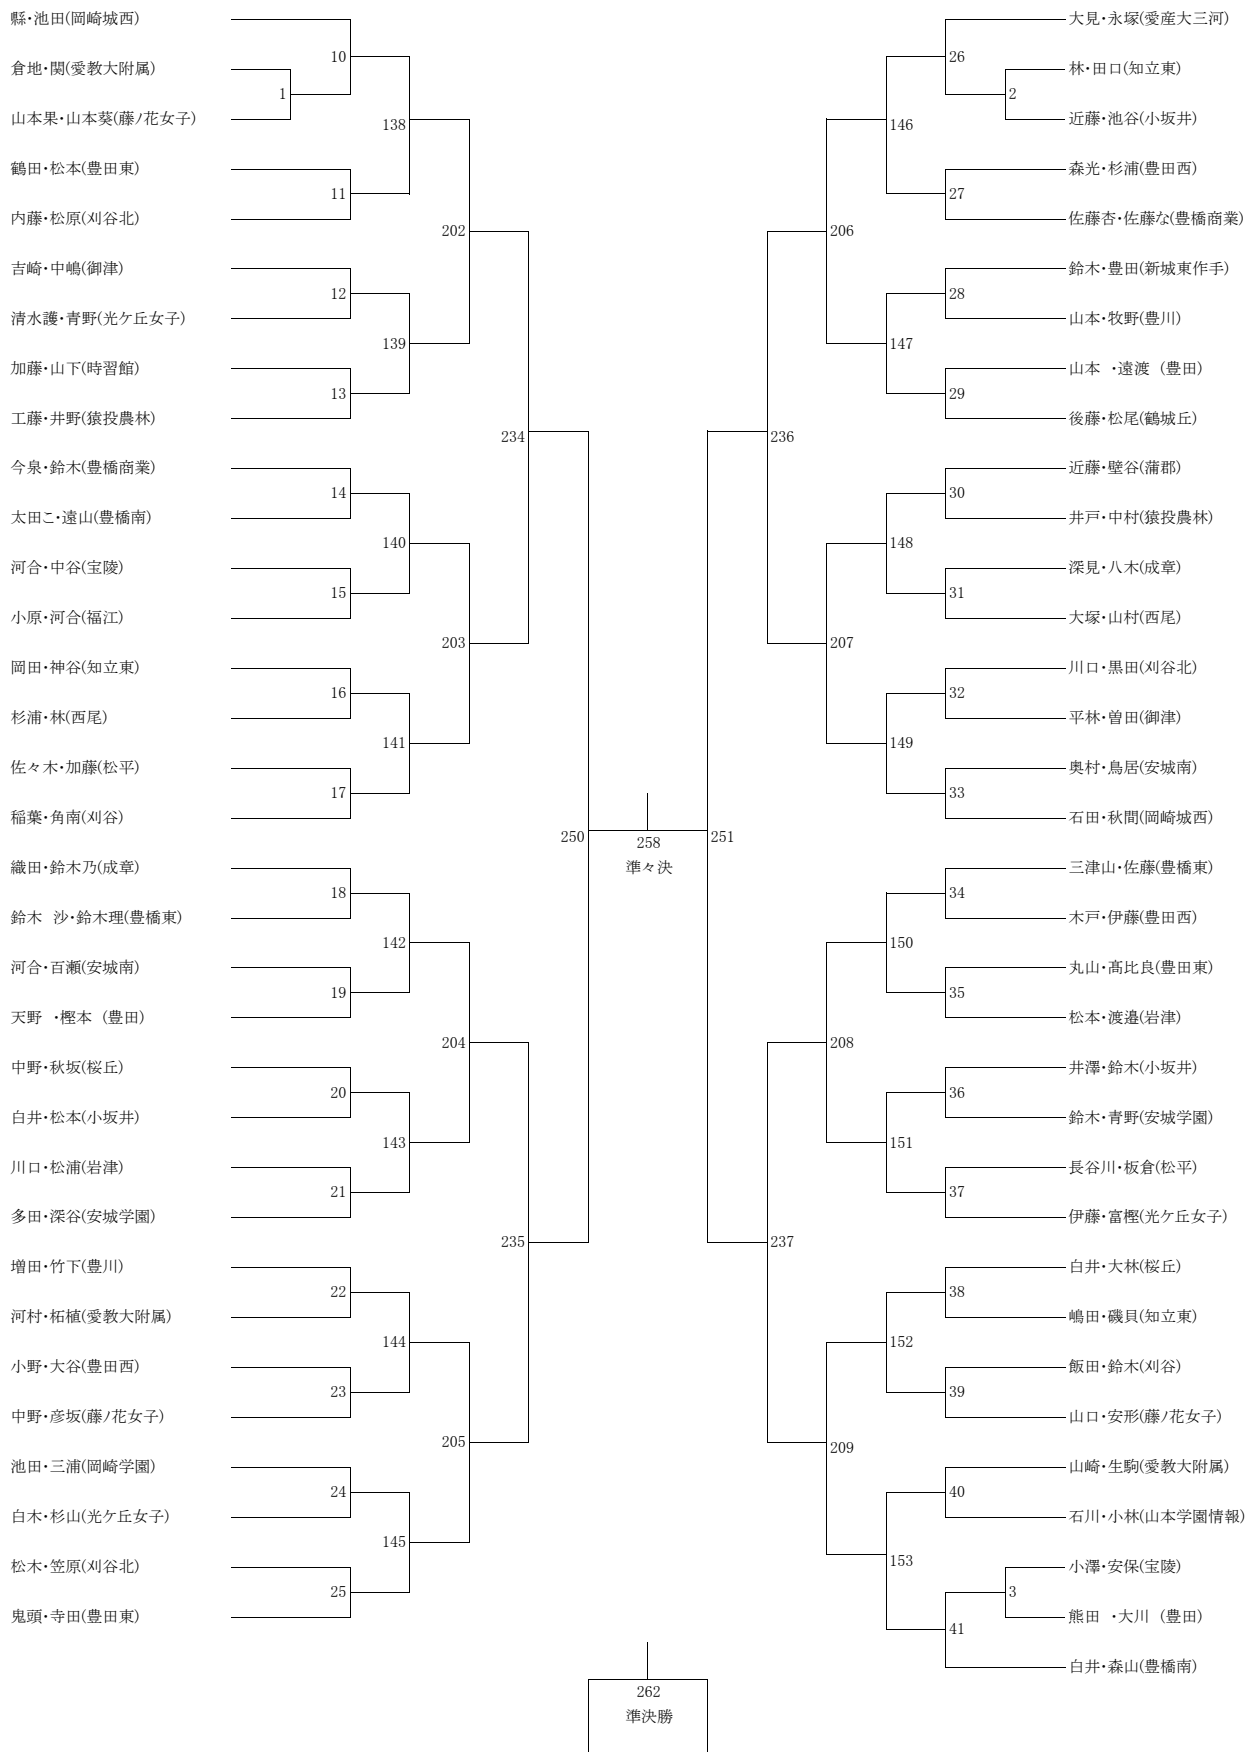 縣・池田(岡崎城西)
10
倉地・関(愛教大附属)
1
山本果・山本葵(藤ノ花女子)
138
鶴田・松本(豊田東)
11
内藤・松原(刈谷北)
202
吉崎・中嶋(御津)
12
清水護・青野(光ケ丘女子)
139
加藤・山下(時習館)
13
工藤・井野(猿投農林)
234
今泉・鈴木(豊橋商業)
14
太田こ・遠山(豊橋南)
140
河合・中谷(宝陵)
15
小原・河合(福江)
203
岡田・神谷(知立東)
16
杉浦・林(西尾)
141
佐々木・加藤(松平)
17
稲葉・角南(刈谷)
250
織田・鈴木乃(成章)
18
鈴木 沙・鈴木理(豊橋東)
142
河合・百瀬(安城南)
19
天野 ・樫本 (豊田)
204
中野・秋坂(桜丘)
20
白井・松本(小坂井)
143
川口・松浦(岩津)
21
多田・深谷(安城学園)
235
増田・竹下(豊川)
22
河村・柘植(愛教大附属)
144
小野・大谷(豊田西)
23
中野・彦坂(藤ノ花女子)
205
池田・三浦(岡崎学園)
24
白木・杉山(光ケ丘女子)
145
松木・笠原(刈谷北)
25
鬼頭・寺田(豊田東)
258
準々決
262
準決勝
大見・永塚(愛産大三河)
26
林・田口(知立東)
2
近藤・池谷(小坂井)
146
森光・杉浦(豊田西)
27
佐藤杏・佐藤な(豊橋商業)
206
鈴木・豊田(新城東作手)
28
山本・牧野(豊川)
147
山本 ・遠渡 (豊田)
29
後藤・松尾(鶴城丘)
236
近藤・壁谷(蒲郡)
30
井戸・中村(猿投農林)
148
深見・八木(成章)
31
大塚・山村(西尾)
207
川口・黒田(刈谷北)
32
平林・曽田(御津)
149
奥村・鳥居(安城南)
33
石田・秋間(岡崎城西)
251
三津山・佐藤(豊橋東)
34
木戸・伊藤(豊田西)
150
丸山・髙比良(豊田東)
35
松本・渡邉(岩津)
208
井澤・鈴木(小坂井)
36
鈴木・青野(安城学園)
151
長谷川・板倉(松平)
37
伊藤・富樫(光ケ丘女子)
237
白井・大林(桜丘)
38
嶋田・磯貝(知立東)
152
飯田・鈴木(刈谷)
39
山口・安形(藤ノ花女子)
209
山崎・生駒(愛教大附属)
40
石川・小林(山本学園情報)
153
小澤・安保(宝陵)
3
熊田 ・大川 (豊田)
41
白井・森山(豊橋南)